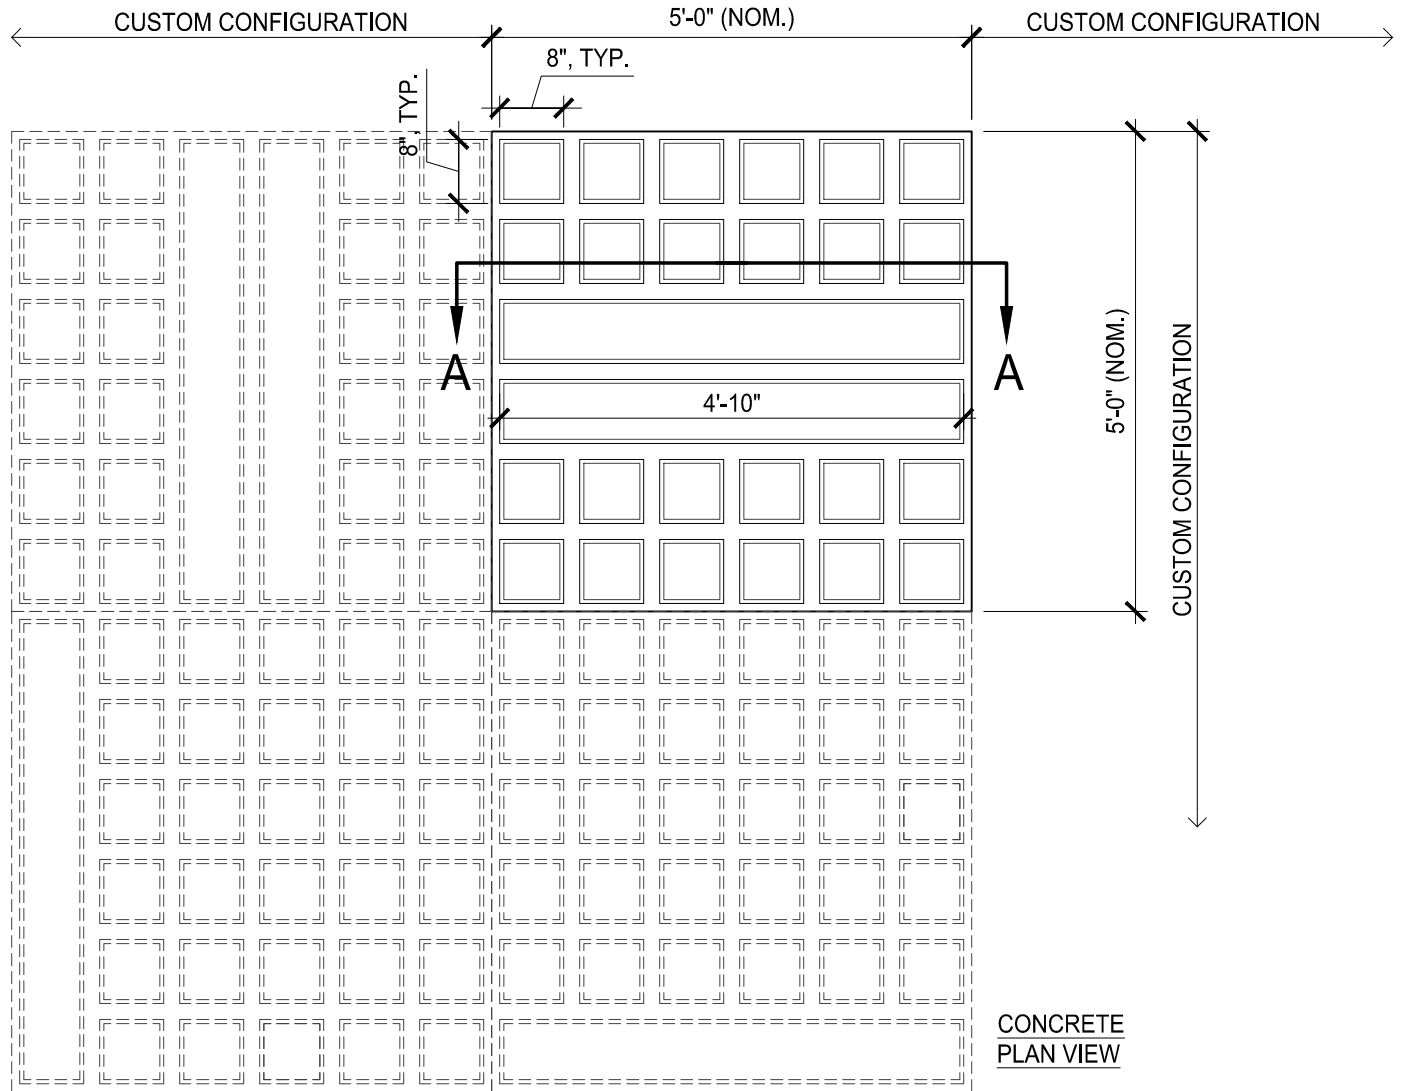 CUSTOM CONFIGURATION
5'-0" (NOM.)
CUSTOM CONFIGURATION
8", TYP.
8", TYP.
A
A
4'-10"
5'-0" (NOM.)
CUSTOM CONFIGURATION
CONCRETE
PLAN VIEW